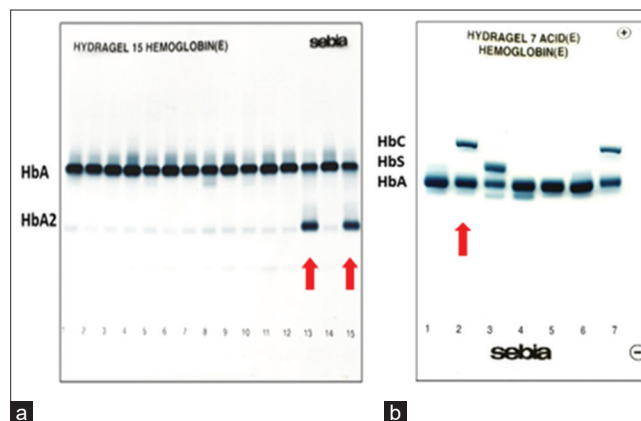 HYDRAGEL 15 HEMOGLOBIN(E)
sebia
HbA
HbA2
1 2 3 4 5 6 7 8 9 10 11 12 13 14 15
a
HYDRAGEL 7 ACID(E)
HEMOGLOBIN(E)
+
HbC
HbS
HbA
1 2 3 4 5 6 7
sebia
−
b